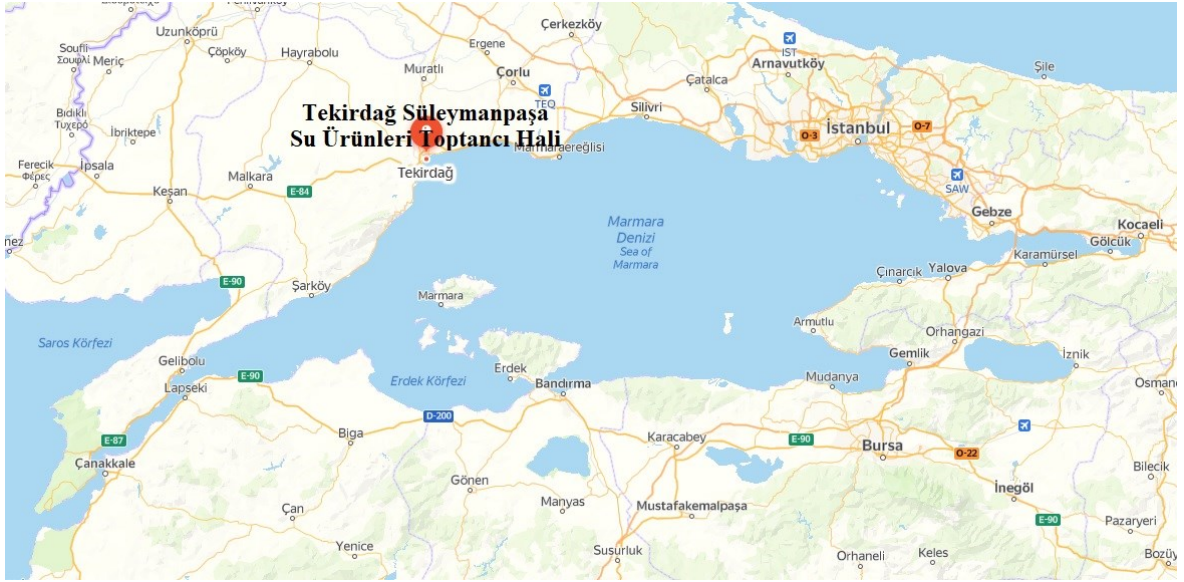 Uzunköprü
Çerkezköy
Soufli
Σουφλί
Meriç
Çöpköy
Hayrabolu
Ergene
IST
Arnavutköy
Muratlı
Çorlu
Şile
Çatalca
TEQ
Silivri
Bıdıklı
Τυχερό
İbriktepe
Tekirdağ Süleymanpaşa
Su Ürünleri Toptancı Hali
O-3
İstanbul
O-7
Marmaraereğlisi
Ferecik
Φέρες
İpsala
Malkara
E-84
Tekirdağ
SAW
Keşan
Gebze
Kocaeli
Gölcük
Karamürsel
Marmara
Denizi
Sea of
Marmara
nez
E-90
Şarköy
Marmara
Çınarcık
Yalova
Armutlu
Orhangazi
Saros Körfezi
Gelibolu
Lapseki
E-90
Erdek Körfezi
Erdek
Bandırma
Mudanya
Gemlik
İznik
Osmane
D-200
E-87
Biga
Karacabey
E-90
Bursa
O-22
Çanakkale
Gönen
Manyas
Mustafakemalpaşa
İnegöl
Bilecik
Çan
E-90
Pazaryeri
Yenice
Susurluk
Orhaneli
Keles
Bozüy